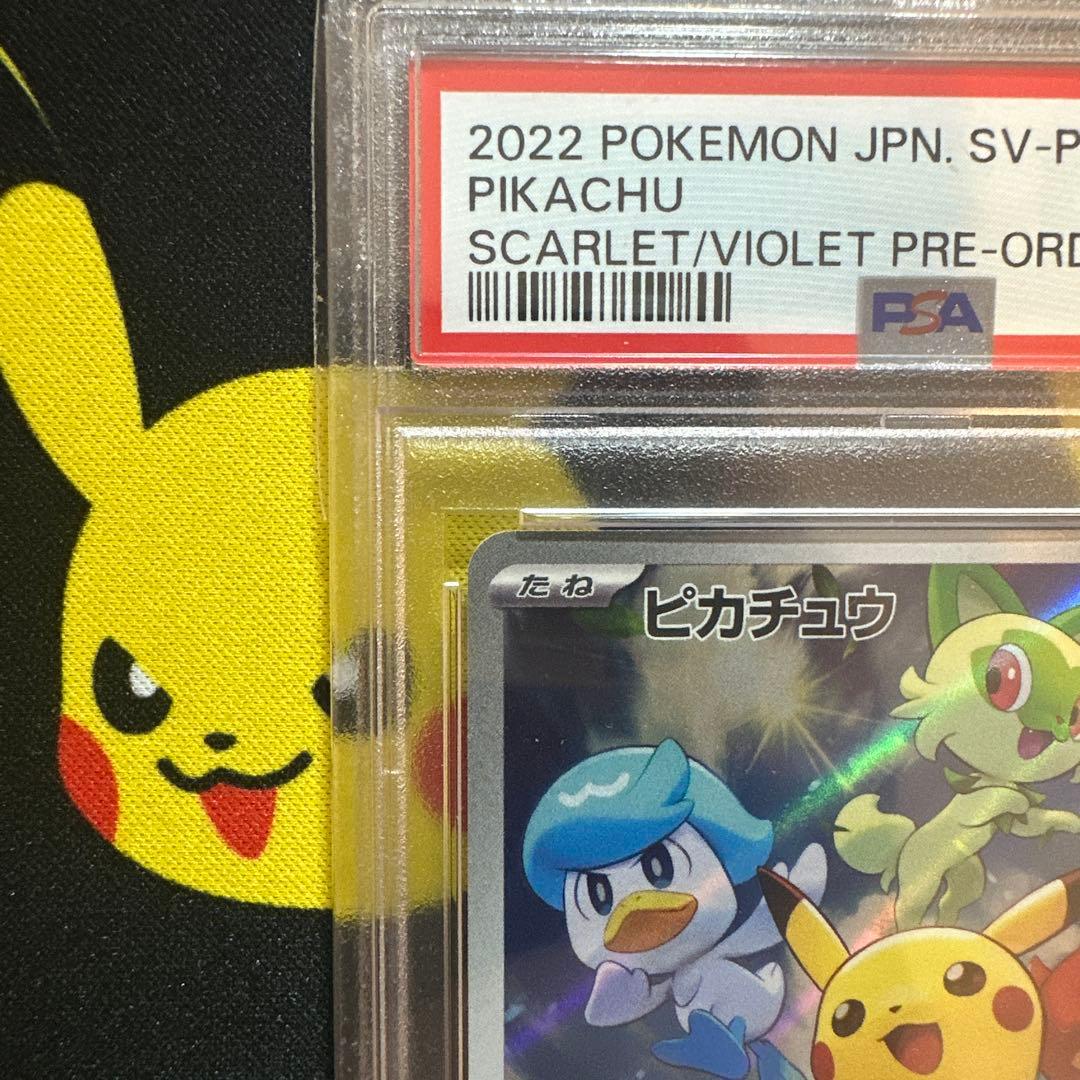 2022 POKEMON JPN. SV-P
PIKACHU
SCARLET/VIOLET PRE-ORD
PSA
たね
ピカチュウ